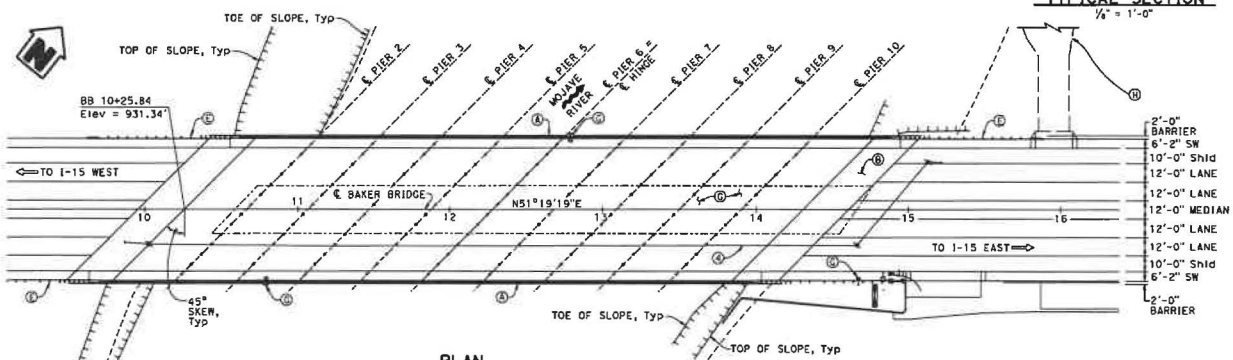 TYPICAL SECTION
1/8" = 1'-0"
N
TOE OF SLOPE, Typ
TOP OF SLOPE, Typ
℄ PIER 2
℄ PIER 3
℄ PIER 4
℄ PIER 5
MOJAVE
RIVER
℄ PIER 6 =
℄ HINGE
℄ PIER 7
℄ PIER 8
℄ PIER 9
℄ PIER 10
H
BB 10+25.84
Elev = 931.34'
E
A
G
E
2'-0"
BARRIER
6'-2" SW
10'-0" Shld
12'-0" LANE
12'-0" LANE
12'-0" MEDIAN
12'-0" LANE
12'-0" LANE
10'-0" Shld
6'-2" SW
2'-0"
BARRIER
TO I-15 WEST
B
℄ BAKER BRIDGE
G
10
11
12
N51°19'19"E
13
14
15
16
4
TO I-15 EAST
E
G
A
G
45°
SKEW,
Typ
TOE OF SLOPE, Typ
TOP OF SLOPE, Typ
PLAN